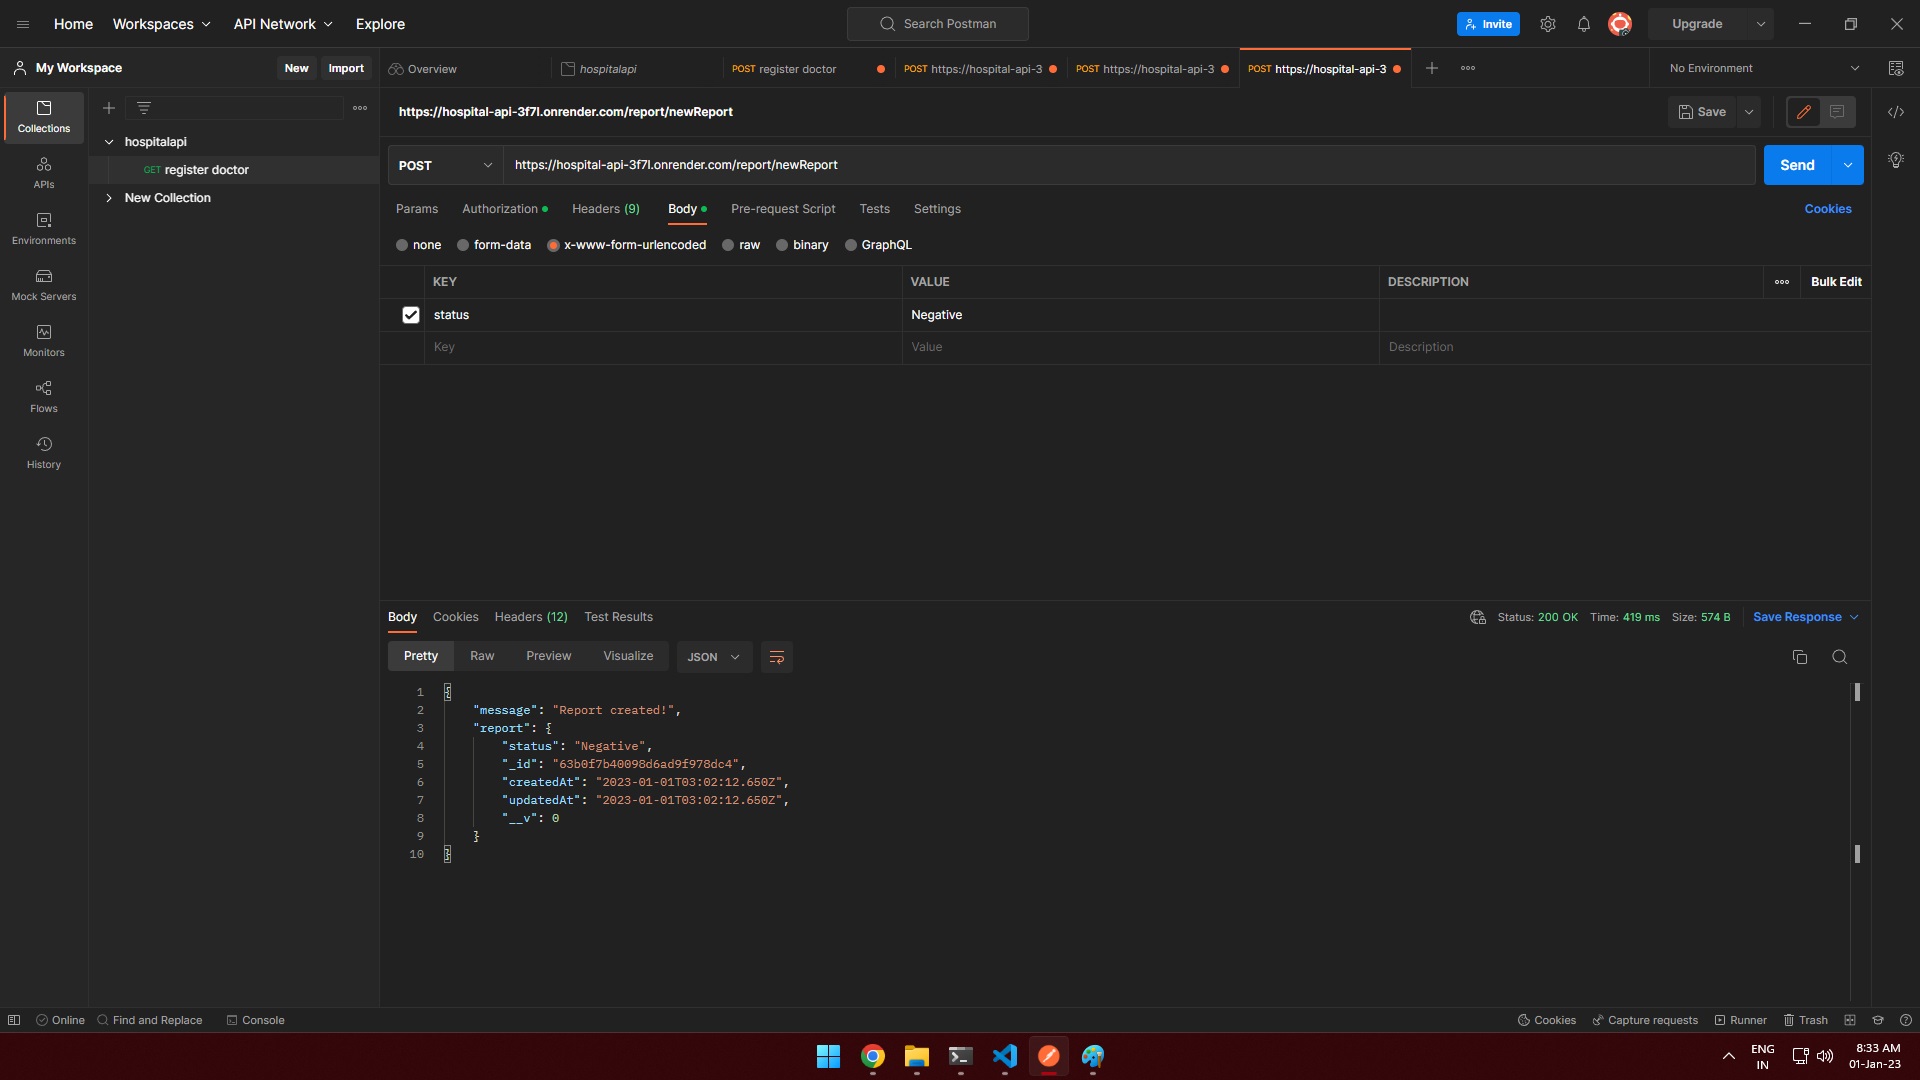 Home Workspaces API Network Explore Search Postman Invite Upgrade
My Workspace New Import Overview hospitalapi POST register doctor POST https://hospital-api-3 POST https://hospital-api-3 POST https://hospital-api-3 No Environment
Collections
APIs
Environments
Mock Servers
Monitors
Flows
History
hospitalapi
GET register doctor
New Collection
https://hospital-api-3f7l.onrender.com/report/newReport Save
POST https://hospital-api-3f7l.onrender.com/report/newReport Send
Params Authorization Headers (9) Body Pre-request Script Tests Settings Cookies
none form-data x-www-form-urlencoded raw binary GraphQL
KEY VALUE DESCRIPTION Bulk Edit
status Negative
Key Value Description
Body Cookies Headers (12) Test Results Status: 200 OK Time: 419 ms Size: 574 B Save Response
Pretty Raw Preview Visualize JSON
1 {
2 "message": "Report created!",
3 "report": {
4 "status": "Negative",
5 "_id": "63b0f7b40098d6ad9f978dc4",
6 "createdAt": "2023-01-01T03:02:12.650Z",
7 "updatedAt": "2023-01-01T03:02:12.650Z",
8 "__v": 0
9 }
10 }
Online Find and Replace Console Cookies Capture requests Runner Trash
ENG
IN
8:33 AM
01-Jan-23